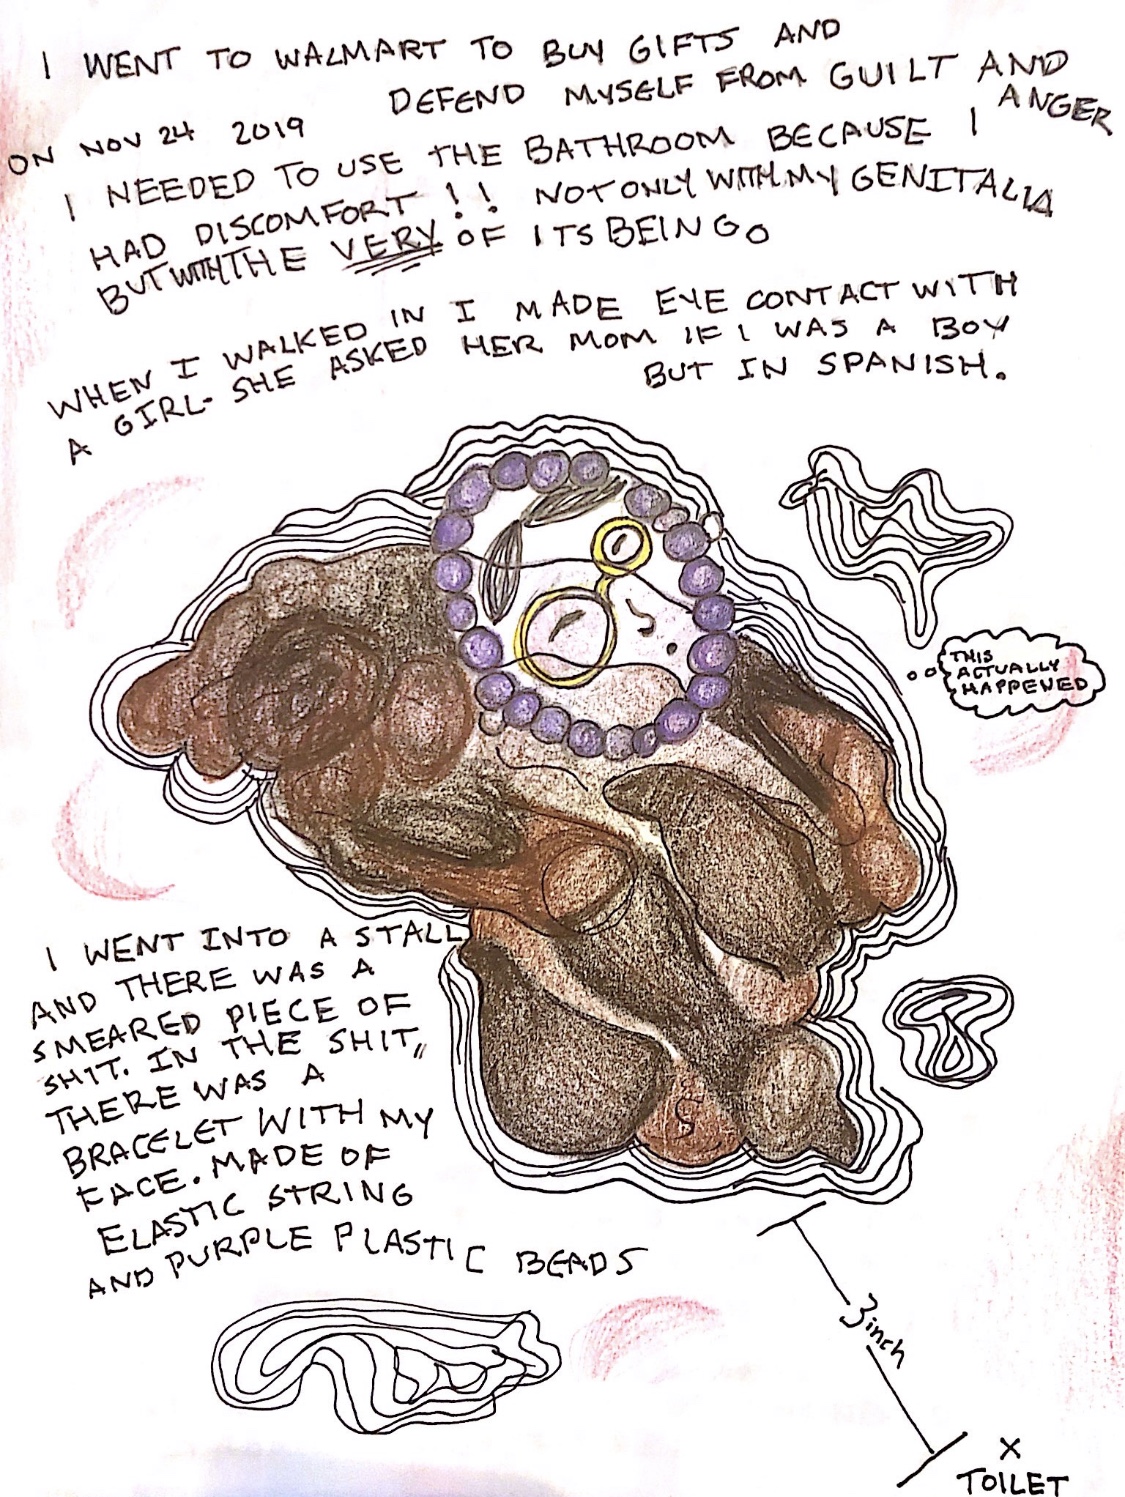 I WENT TO WALMART TO BUY GIFTS AND
DEFEND MYSELF FROM GUILT AND
ANGER
ON NOV 24 2019
I NEEDED TO USE THE BATHROOM BECAUSE I
HAD DISCOMFORT !! NOT ONLY WITH MY GENITALIA
BUT WITH THE VERY OF ITS BEING.
WHEN I WALKED IN I MADE EYE CONTACT WITH
A GIRL- SHE ASKED HER MOM IF I WAS A BOY
BUT IN SPANISH.
THIS
ACTUALLY
HAPPENED
I WENT INTO A STALL
AND THERE WAS A
SMEARED PIECE OF
SHIT. IN THE SHIT,,
THERE WAS A
BRACELET WITH MY
FACE. MADE OF
ELASTIC STRING
AND PURPLE PLASTIC BEADS
3inch
X
TOILET